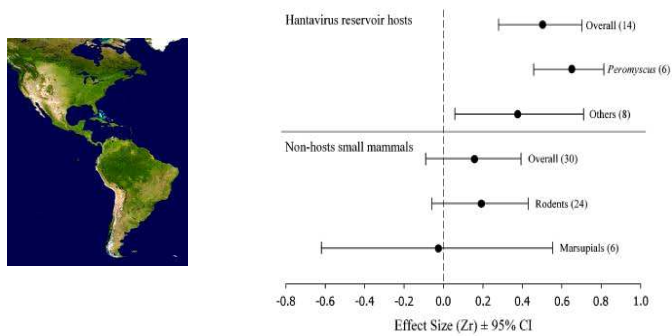 Hantavirus reservoir hosts
Overall (14)
Peromyscus (6)
Others (8)
Non-hosts small mammals
Overall (30)
Rodents (24)
Marsupials (6)
-0.8 -0.6 -0.4 -0.2 0.0 0.2 0.4 0.6 0.8 1.0
Effect Size (Zr) ± 95% CI